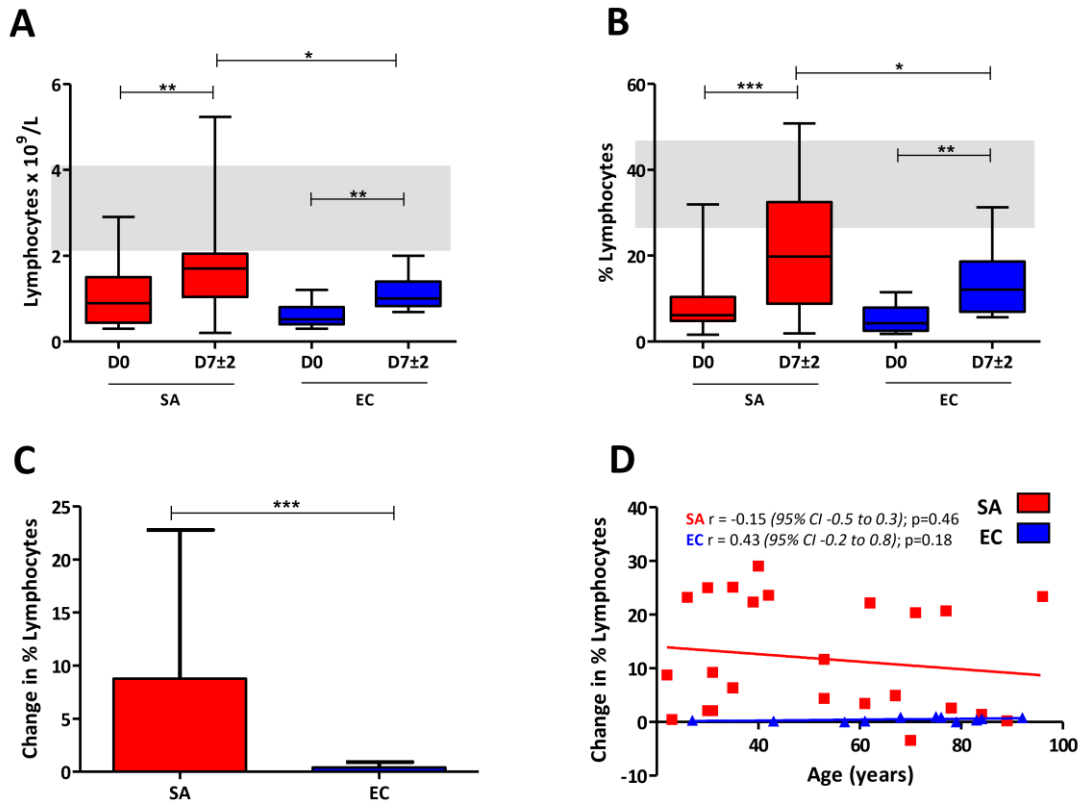 A
Lymphocytes x 10⁹/L
6
4
2
0
*
**
**
D0
D7±2
D0
D7±2
SA
EC
B
% Lymphocytes
60
40
20
0
*
***
**
D0
D7±2
D0
D7±2
SA
EC
C
Change in % Lymphocytes
25
20
15
10
5
0
***
SA
EC
D
Change in % Lymphocytes
40
30
20
10
0
-10
SA r = -0.15 (95% CI -0.5 to 0.3); p=0.46
EC r = 0.43 (95% CI -0.2 to 0.8); p=0.18
SA
EC
40
60
80
100
Age (years)